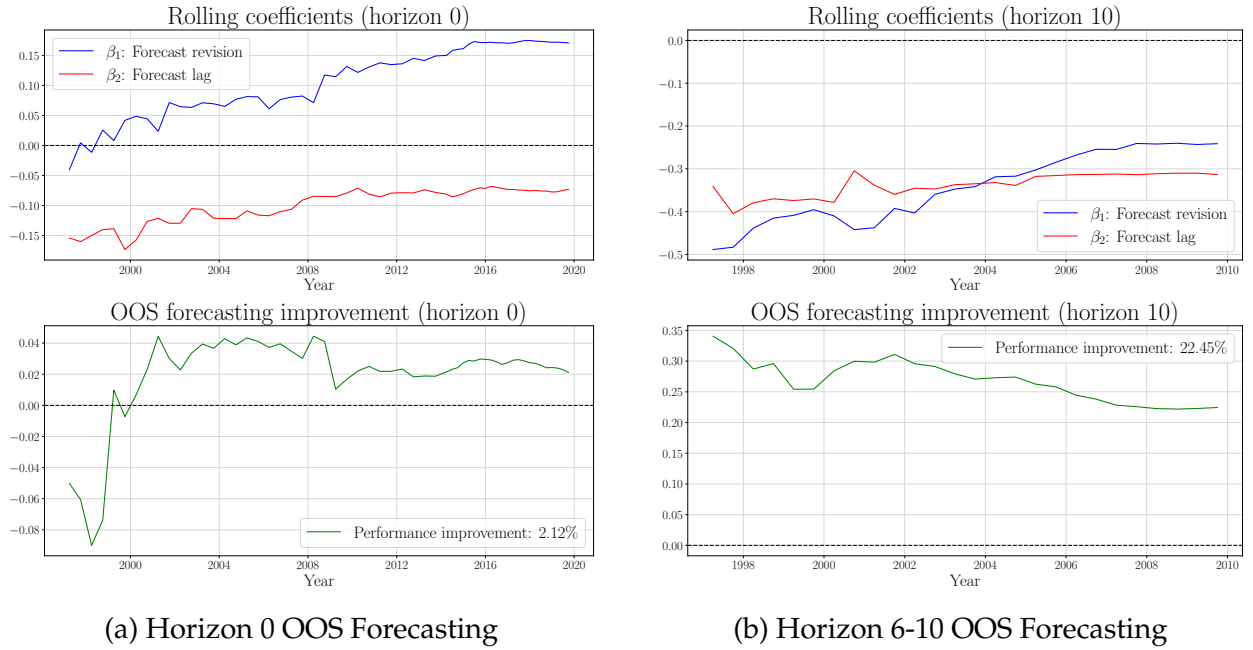 Rolling coefficients (horizon 0)
β₁: Forecast revision
β₂: Forecast lag
0.15
0.10
0.05
0.00
−0.05
−0.10
−0.15
2000 2004 2008 2012 2016 2020
Year
OOS forecasting improvement (horizon 0)
0.04
0.02
0.00
−0.02
−0.04
−0.06
−0.08
Performance improvement: 2.12%
2000 2004 2008 2012 2016 2020
Year
(a) Horizon 0 OOS Forecasting
Rolling coefficients (horizon 10)
0.0
−0.1
−0.2
−0.3
−0.4
−0.5
β₁: Forecast revision
β₂: Forecast lag
1998 2000 2002 2004 2006 2008 2010
Year
OOS forecasting improvement (horizon 10)
Performance improvement: 22.45%
0.35
0.30
0.25
0.20
0.15
0.10
0.05
0.00
1998 2000 2002 2004 2006 2008 2010
Year
(b) Horizon 6-10 OOS Forecasting